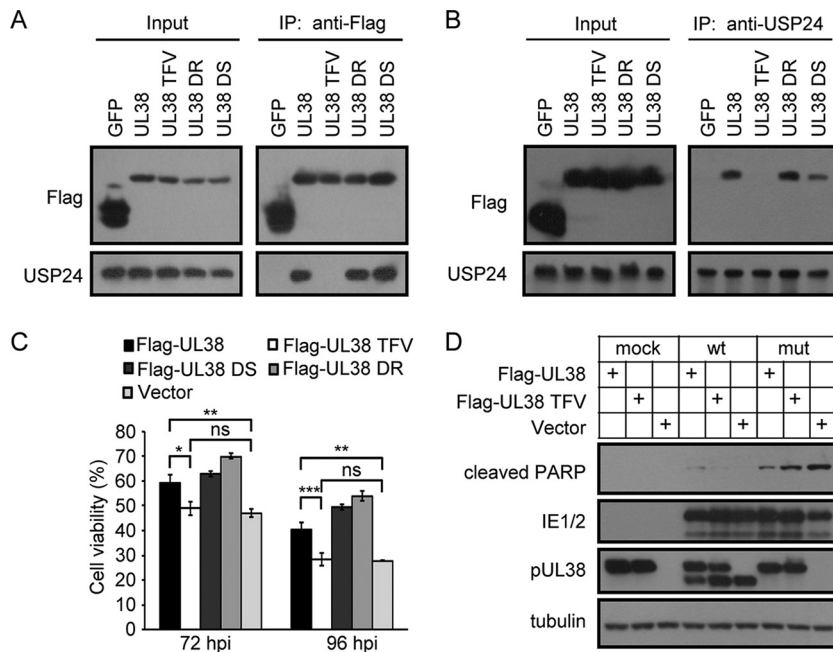 A
Input
IP: anti-Flag
GFP
UL38
UL38 TFV
UL38 DR
UL38 DS
GFP
UL38
UL38 TFV
UL38 DR
UL38 DS
Flag
USP24
B
Input
IP: anti-USP24
GFP
UL38
UL38 TFV
UL38 DR
UL38 DS
GFP
UL38
UL38 TFV
UL38 DR
UL38 DS
Flag
USP24
C
Flag-UL38
Flag-UL38 TFV
Flag-UL38 DS
Flag-UL38 DR
Vector
Cell viability (%)
80
70
60
50
40
30
20
10
0
**
*
ns
**
***
ns
72 hpi
96 hpi
D
mock
wt
mut
Flag-UL38
+ + +
Flag-UL38 TFV
+ + +
Vector
+ + +
cleaved PARP
IE1/2
pUL38
tubulin